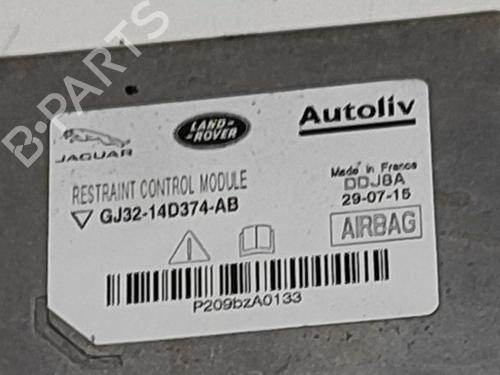 B-PARTS
JAGUAR
LAND-
-ROVER
Autoliv
RESTRAINT CONTROL MODULE
GJ32-14D374-AB
Made in France
DDJ8A
29-07-15
AIRBAG
P209bzA0133